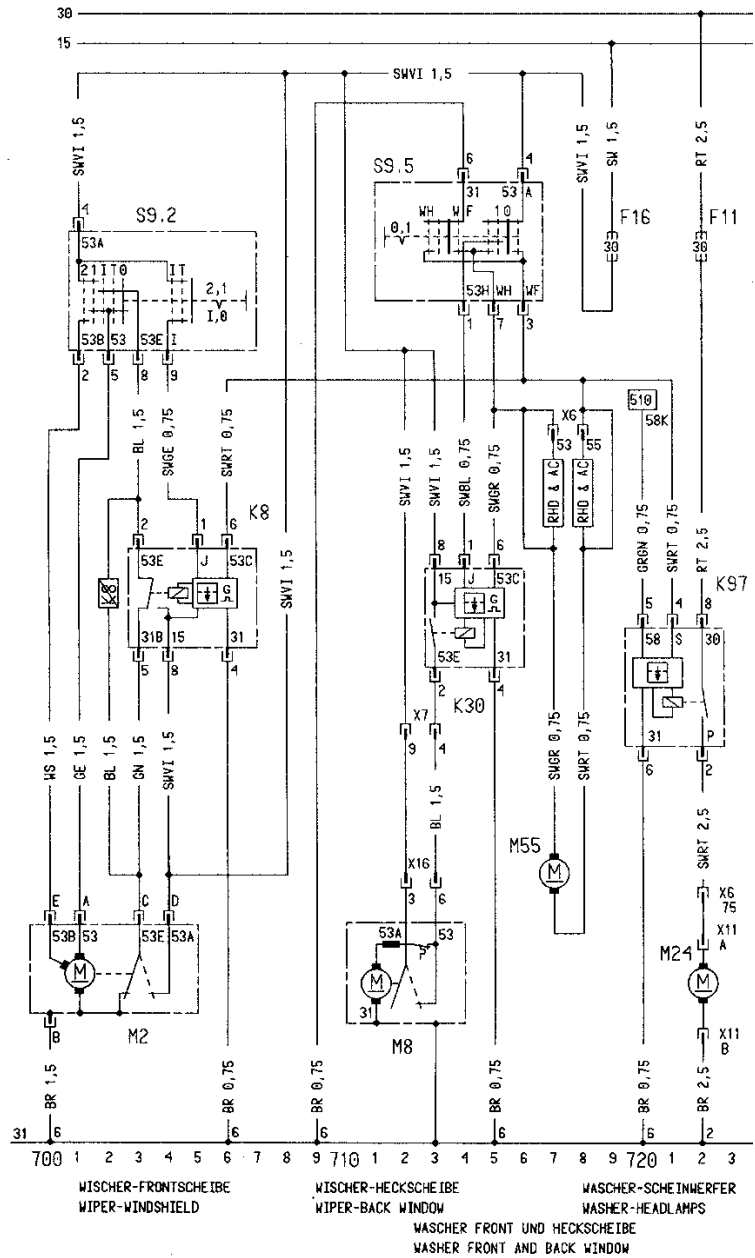 30
15
SWVI 1,5
SWVI 1,5
SWVI 1,5
SW 1,5
RT 2,5
6 4
S9.5
31 53 A
WH W F 10
0,1
53H WH WF
1 7 3
F16
30
F11
30
4
S9.2
53A
21IT0 IT
2,1
I,0
53B 53 53E I
2 5 8 9
BL 1,5
SWGE 0,75
SWRT 0,75
SWVI 1,5
SWVI 1,5
SWBL 0,75
SWGR 0,75
X6
53 55
RHD & AC
RHD & AC
510
58K
GRGN 0,75
SWRT 0,75
RT 2,5
2 1 6
K8
53E J 53C
G
31B 15 31
5 8 4
K8
SWVI 1,5
8 1 6
15 J 53C
G
53E 31
2 4
K30
5 4 8
K97
58 S 30
31 P
6 2
X7
9 4
WS 1,5
GE 1,5
BL 1,5
GN 1,5
SWVI 1,5
BL 1,5
SWGR 0,75
SWRT 0,75
SWRT 2,5
X16
3 6
M55
M
X6
75
X11
A
M24
M
X11
B
E A C D
53B 53 53E 53A
M
B
M2
53A 53
P
M
31
M8
BR 1,5
BR 0,75
BR 0,75
BR 0,75
BR 0,75
BR 2,5
31 6 6 6 3 5 6 6 2
700 1 2 3 4 5 6 7 8 9 710 1 2 3 4 5 6 7 8 9 720 1 2 3
WISCHER-FRONTSCHEIBE
WIPER-WINDSHIELD
WISCHER-HECKSCHEIBE
WIPER-BACK WINDOW
WASCHER-SCHEINWERFER
WASHER-HEADLAMPS
WASCHER FRONT UND HECKSCHEIBE
WASHER FRONT AND BACK WINDOW